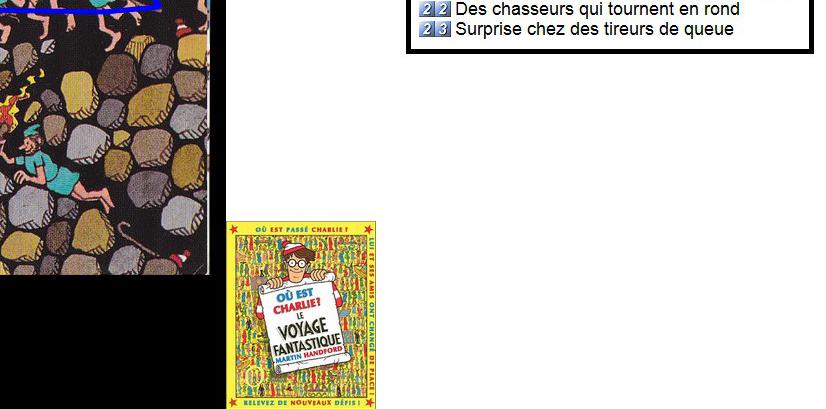 22 Des chasseurs qui tournent en rond
23 Surprise chez des tireurs de queue
OÙ EST PASSÉ CHARLIE ?
LUI ET SES AMIS ONT CHANGÉ DE PLACE !
OÙ EST
CHARLIE?
LE
VOYAGE
FANTASTIQUE
MARTIN HANDFORD
RELEVEZ DE NOUVEAUX DÉFIS !